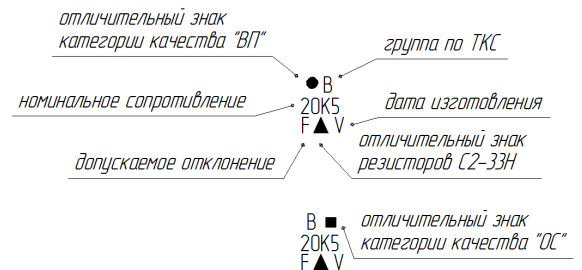 отличительный знак
категории качества "ВП"
группа по ТКС
● В
номинальное сопротивление
20К5
дата изготовления
F ▲ V
допускаемое отклонение
отличительный знак
резисторов С2-33Н
В ■
отличительный знак
категории качества "ОС"
20К5
F ▲ V